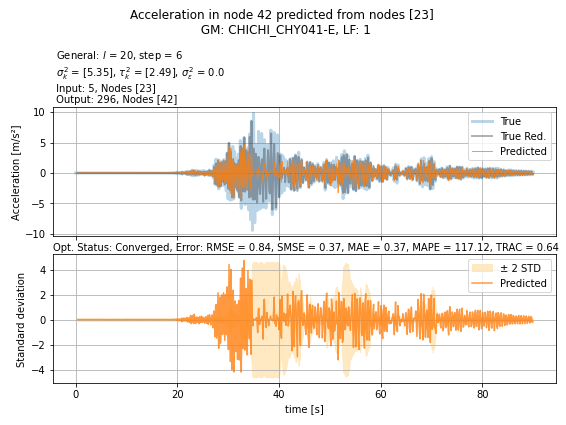 Acceleration in node 42 predicted from nodes [23]
GM: CHICHI_CHY041-E, LF: 1
General: l = 20, step = 6
σ²ₖ = [5.35], τ²ₖ = [2.49], σ²ε = 0.0
Input: 5, Nodes [23]
Output: 296, Nodes [42]
Acceleration [m/s²]
10
5
0
−5
−10
True
True Red.
Predicted
Opt. Status: Converged, Error: RMSE = 0.84, SMSE = 0.37, MAE = 0.37, MAPE = 117.12, TRAC = 0.64
Standard deviation
4
2
0
−2
−4
± 2 STD
Predicted
0 20 40 60 80
time [s]